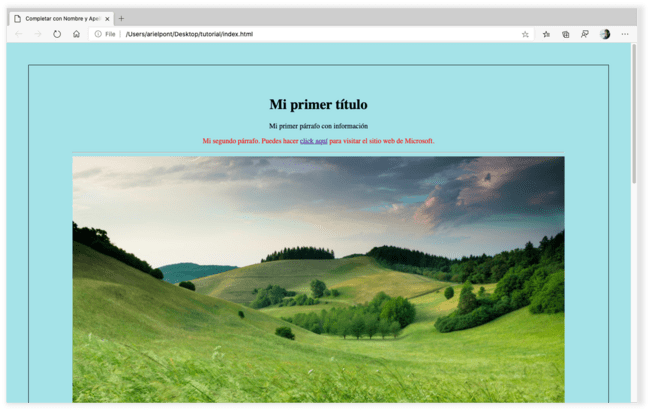 Completar con Nombre y Apel
File
/Users/arielpont/Desktop/tutorial/index.html
Mi primer título
Mi primer párrafo con información
Mi segundo párrafo. Puedes hacer click aquí para visitar el sitio web de Microsoft.